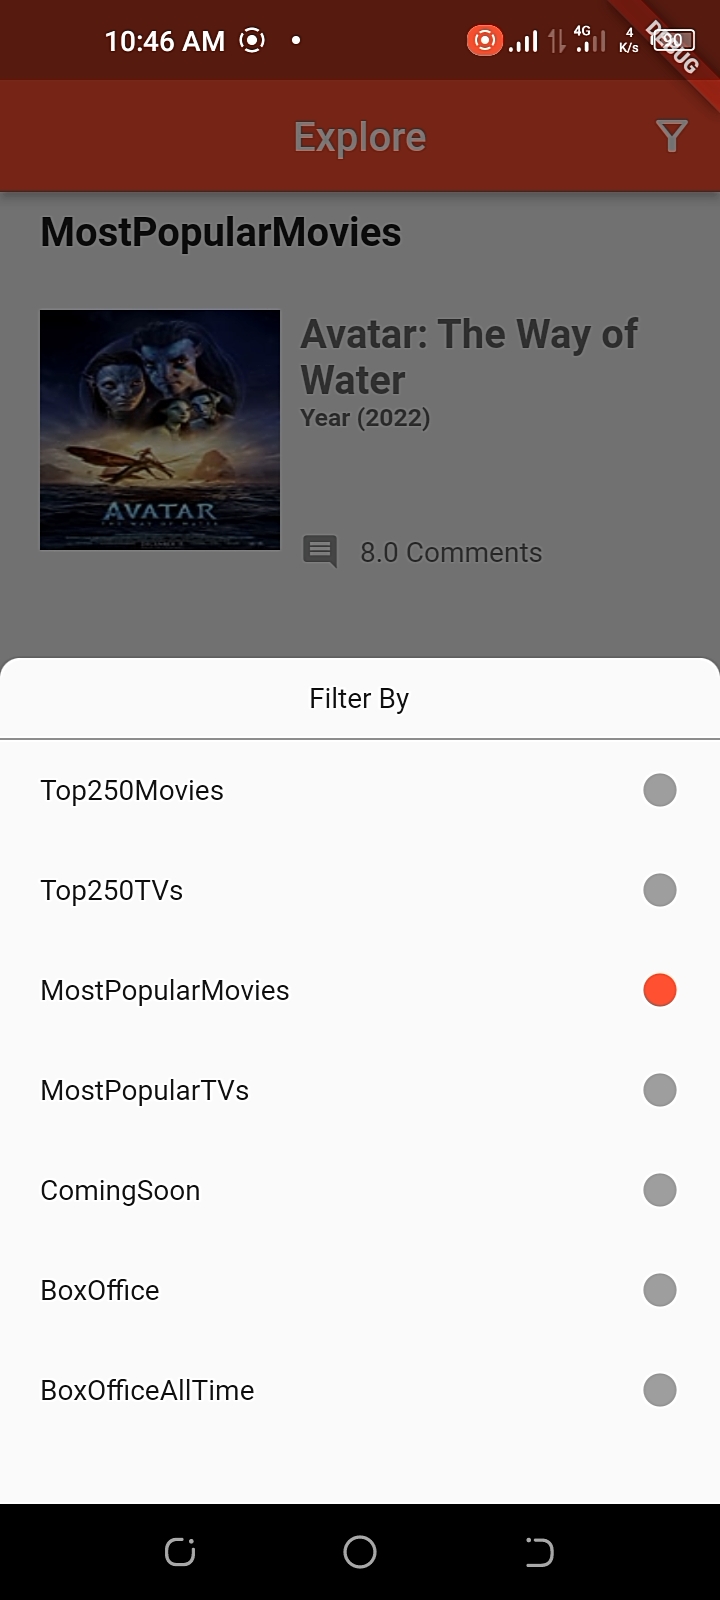 10:46 AM
4G
4
K/s
90
DEBUG
Explore
MostPopularMovies
Avatar: The Way of
Water
Year (2022)
AVATAR
THE WAY OF WATER
8.0 Comments
Filter By
Top250Movies
Top250TVs
MostPopularMovies
MostPopularTVs
ComingSoon
BoxOffice
BoxOfficeAllTime